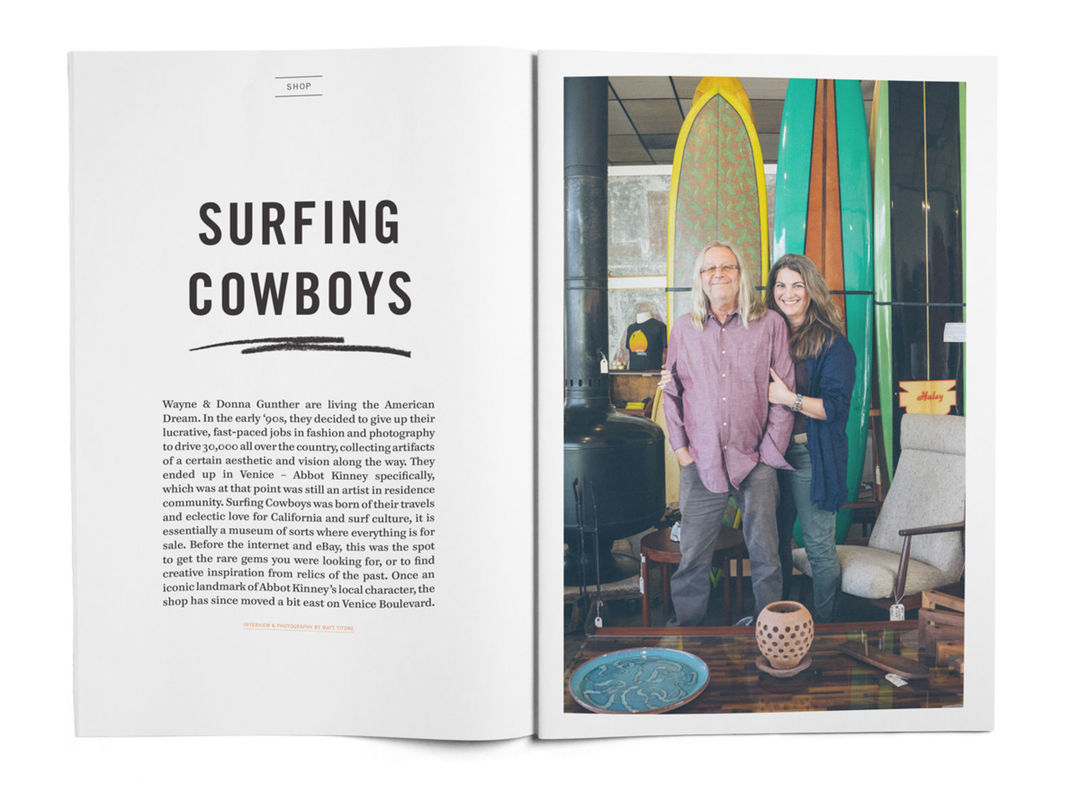 SHOP
SURFING
COWBOYS
Wayne & Donna Gunther are living the American
Dream. In the early ‘90s, they decided to give up their
lucrative, fast-paced jobs in fashion and photography
to drive 30,000 all over the country, collecting artifacts
of a certain aesthetic and vision along the way. They
ended up in Venice – Abbot Kinney specifically,
which was at that point was still an artist in residence
community. Surfing Cowboys was born of their travels
and eclectic love for California and surf culture, it is
essentially a museum of sorts where everything is for
sale. Before the internet and eBay, this was the spot
to get the rare gems you were looking for, or to find
creative inspiration from relics of the past. Once an
iconic landmark of Abbot Kinney’s local character, the
shop has since moved a bit east on Venice Boulevard.
INTERVIEW & PHOTOGRAPHY BY MATT TITONE
Haley